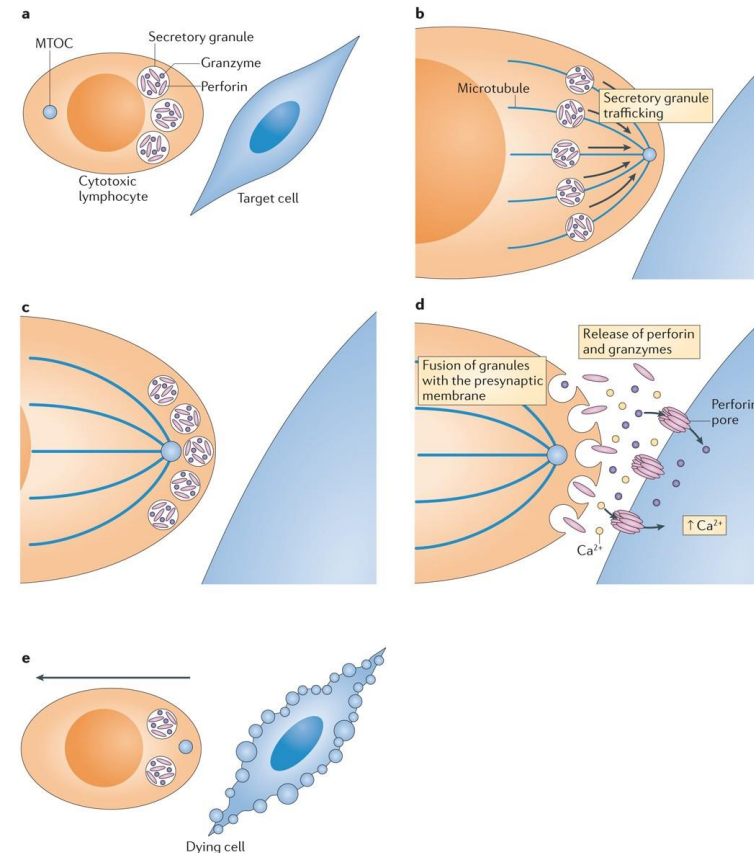 a
MTOC
Secretory granule
Granzyme
Perforin
Cytotoxic
lymphocyte
Target cell
b
Microtubule
Secretory granule
trafficking
c
d
Release of perforin
and granzymes
Fusion of granules
with the presynaptic
membrane
Perforin
pore
Ca²⁺
↑ Ca²⁺
e
Dying cell